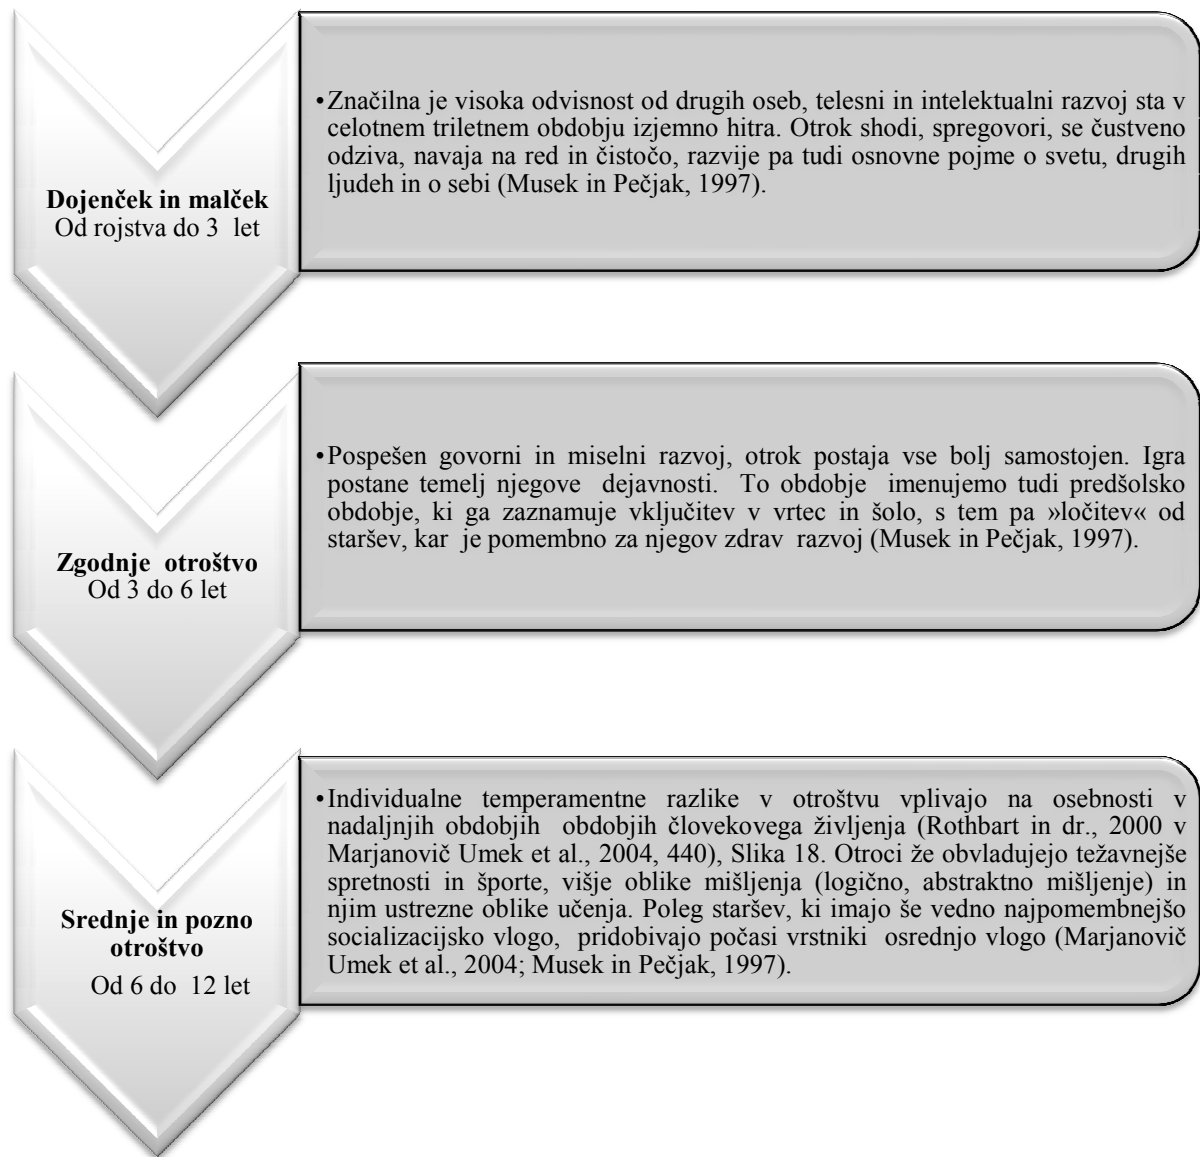 Dojenček in malček
Od rojstva do 3 let
•Značilna je visoka odvisnost od drugih oseb, telesni in intelektualni razvoj sta v
celotnem triletnem obdobju izjemno hitra. Otrok shodi, spregovori, se čustveno
odziva, navaja na red in čistočo, razvije pa tudi osnovne pojme o svetu, drugih
ljudeh in o sebi (Musek in Pečjak, 1997).
Zgodnje otroštvo
Od 3 do 6 let
•Pospešen govorni in miselni razvoj, otrok postaja vse bolj samostojen. Igra
postane temelj njegove dejavnosti. To obdobje imenujemo tudi predšolsko
obdobje, ki ga zaznamuje vključitev v vrtec in šolo, s tem pa »ločitev« od
staršev, kar je pomembno za njegov zdrav razvoj (Musek in Pečjak, 1997).
Srednje in pozno
otroštvo
Od 6 do 12 let
•Individualne temperamentne razlike v otroštvu vplivajo na osebnosti v
nadaljnjih obdobjih obdobjih človekovega življenja (Rothbart in dr., 2000 v
Marjanovič Umek et al., 2004, 440), Slika 18. Otroci že obvladujejo težavnejše
spretnosti in športe, višje oblike mišljenja (logično, abstraktno mišljenje) in
njim ustrezne oblike učenja. Poleg staršev, ki imajo še vedno najpomembnejšo
socializacijsko vlogo, pridobivajo počasi vrstniki osrednjo vlogo (Marjanovič
Umek et al., 2004; Musek in Pečjak, 1997).